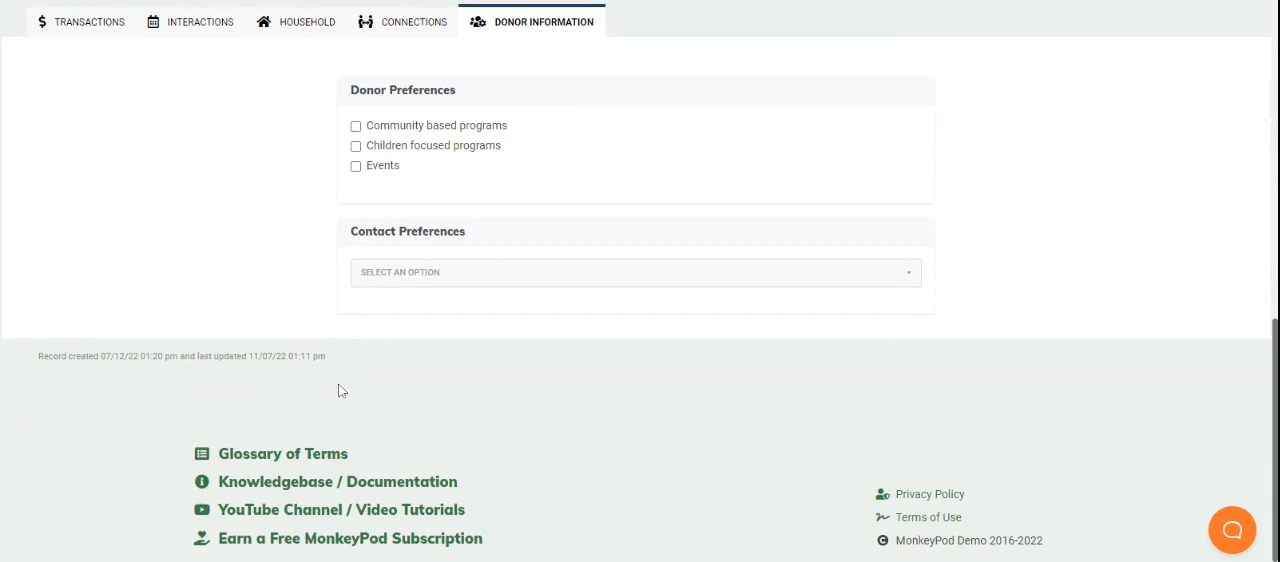 TRANSACTIONS INTERACTIONS HOUSEHOLD CONNECTIONS DONOR INFORMATION
Donor Preferences
Community based programs
Children focused programs
Events
Contact Preferences
SELECT AN OPTION
Record created 07/12/22 01:20 pm and last updated 11/07/22 01:11 pm
Glossary of Terms
Knowledgebase / Documentation
YouTube Channel / Video Tutorials
Earn a Free MonkeyPod Subscription
Privacy Policy
Terms of Use
MonkeyPod Demo 2016-2022